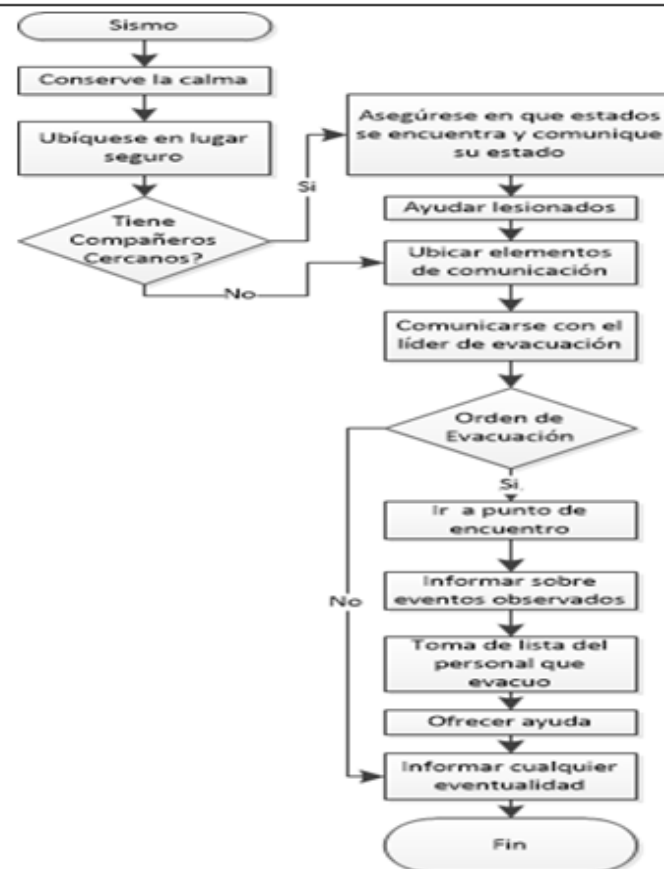 Sismo
Conserve la calma
Ubíquese en lugar
seguro
Tiene
Compañeros
Cercanos?
Si
No
Asegúrese en que estados
se encuentra y comunique
su estado
Ayudar lesionados
Ubicar elementos
de comunicación
Comunicarse con el
líder de evacuación
Orden de
Evacuación
Si.
No
Ir a punto de
encuentro
Informar sobre
eventos observados
Toma de lista del
personal que
evacuo
Ofrecer ayuda
Informar cualquier
eventualidad
Fin